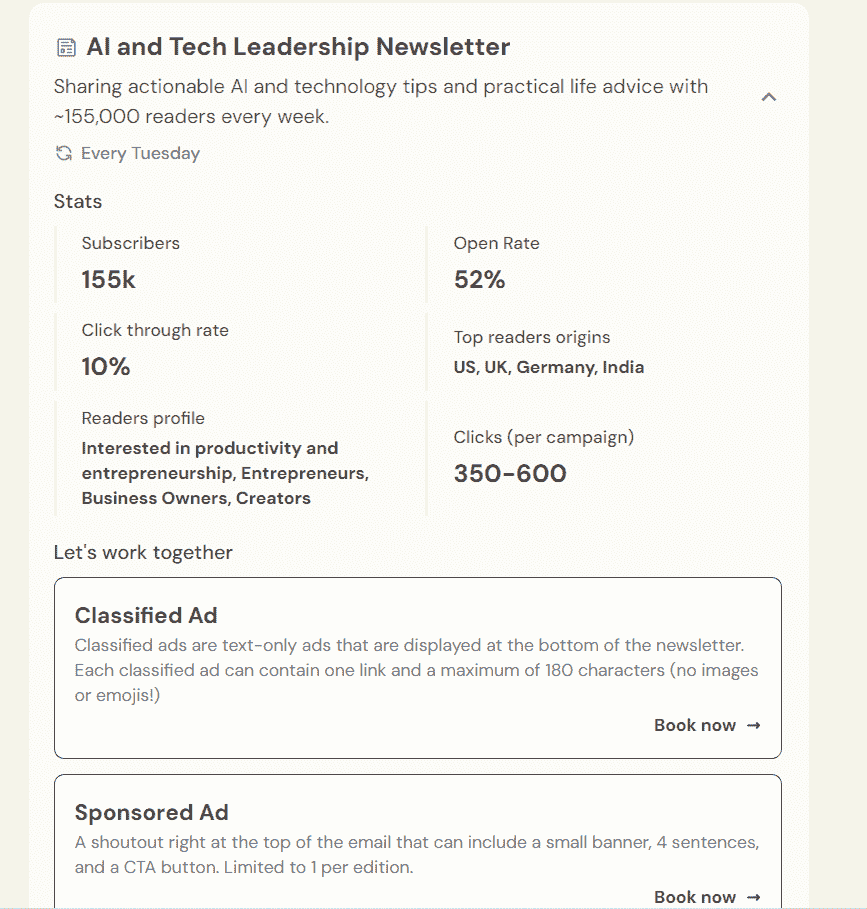 AI and Tech Leadership Newsletter
Sharing actionable AI and technology tips and practical life advice with
~155,000 readers every week.
Every Tuesday
Stats
Subscribers
155k
Open Rate
52%
Click through rate
10%
Top readers origins
US, UK, Germany, India
Readers profile
Interested in productivity and
entrepreneurship, Entrepreneurs,
Business Owners, Creators
Clicks (per campaign)
350-600
Let's work together
Classified Ad
Classified ads are text-only ads that are displayed at the bottom of the newsletter.
Each classified ad can contain one link and a maximum of 180 characters (no images
or emojis!)
Book now →
Sponsored Ad
A shoutout right at the top of the email that can include a small banner, 4 sentences,
and a CTA button. Limited to 1 per edition.
Book now →